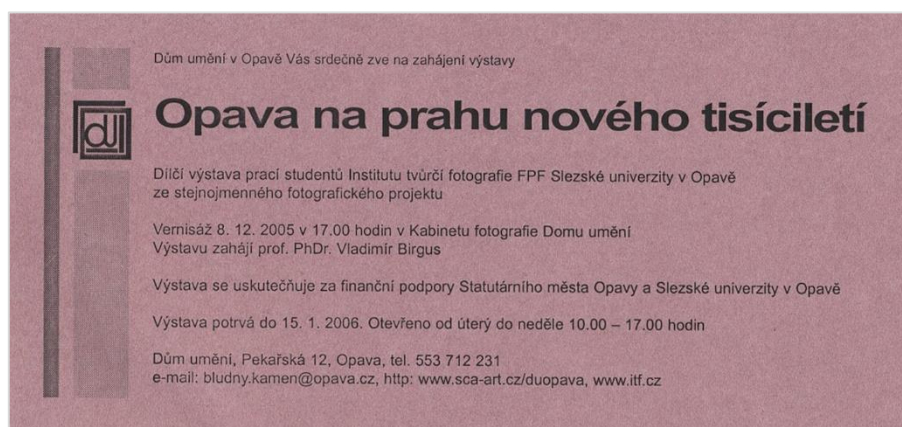 Dům umění v Opavě Vás srdečně zve na zahájení výstavy
Opava na prahu nového tisíciletí
Dílčí výstava prací studentů Institutu tvůrčí fotografie FPF Slezské univerzity v Opavě
ze stejnojmenného fotografického projektu
Vernisáž 8. 12. 2005 v 17.00 hodin v Kabinetu fotografie Domu umění
Výstavu zahájí prof. PhDr. Vladimír Birgus
Výstava se uskutečňuje za finanční podpory Statutárního města Opavy a Slezské univerzity v Opavě
Výstava potrvá do 15. 1. 2006. Otevřeno od úterý do neděle 10.00 – 17.00 hodin
Dům umění, Pekařská 12, Opava, tel. 553 712 231
e-mail: bludny.kamen@opava.cz, http: www.sca-art.cz/duopava, www.itf.cz